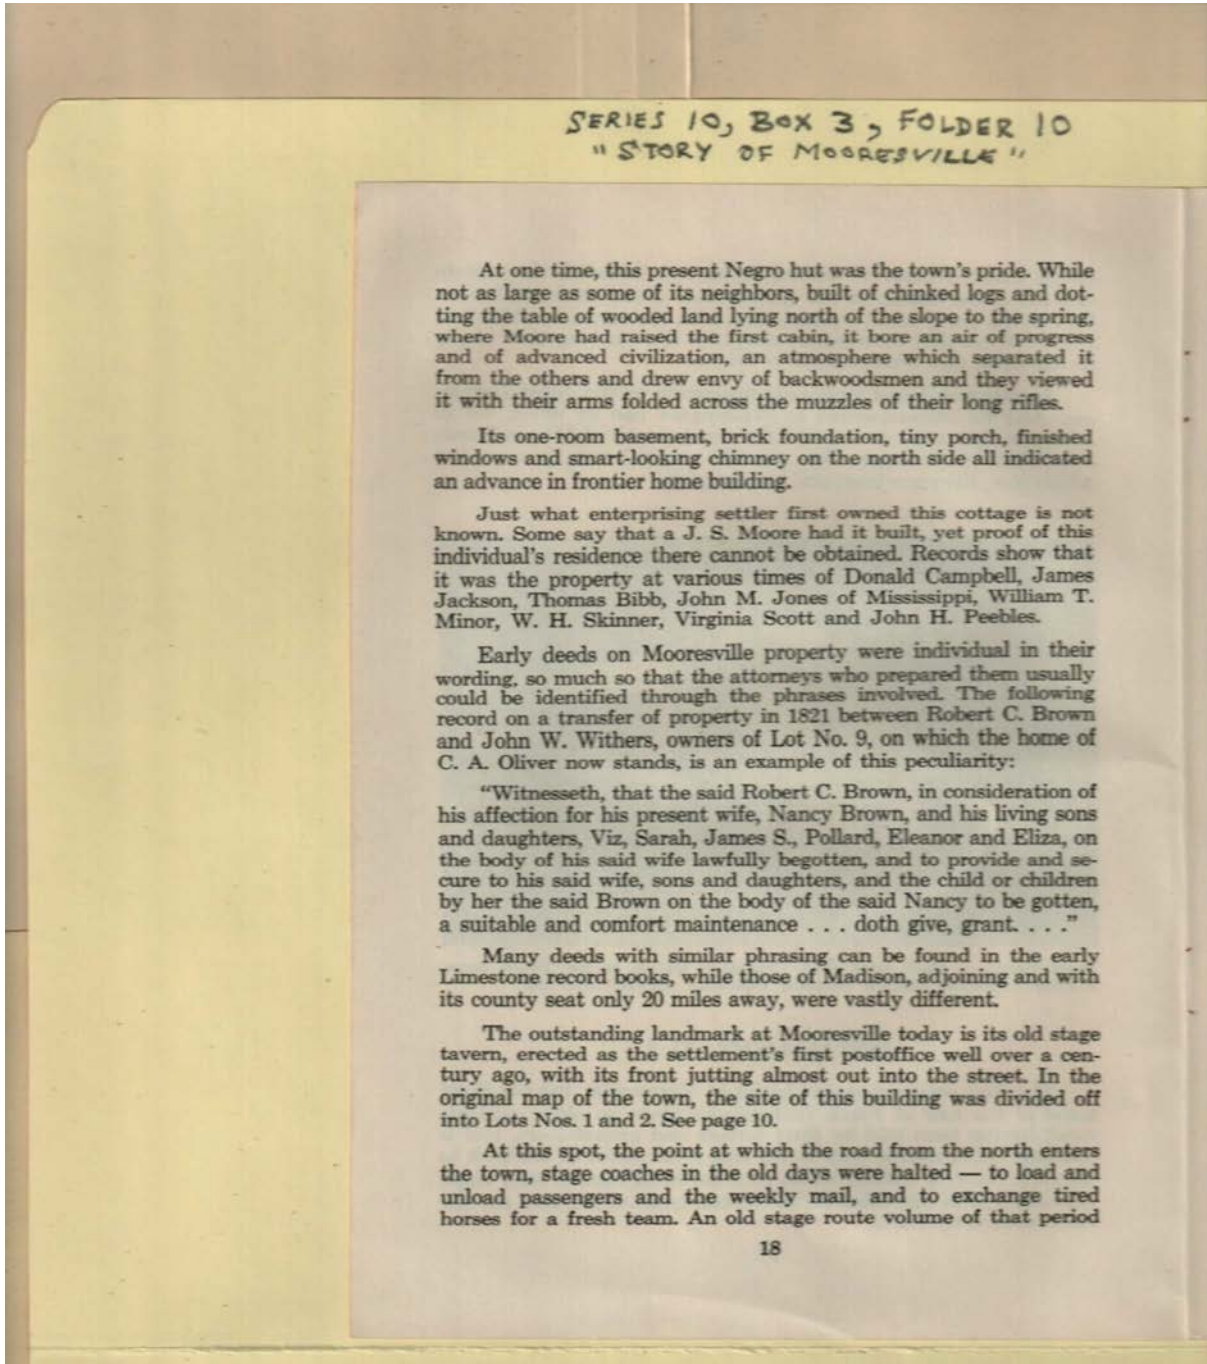 SERIES 10, BOX 3, FOLDER 10
"STORY OF MOORESVILLE"
At one time, this present Negro hut was the town's pride. While
not as large as some of its neighbors, built of chinked logs and dot-
ting the table of wooded land lying north of the slope to the spring,
where Moore had raised the first cabin, it bore an air of progress
and of advanced civilization, an atmosphere which separated it
from the others and drew envy of backwoodsmen and they viewed
it with their arms folded across the muzzles of their long rifles.
Its one-room basement, brick foundation, tiny porch, finished
windows and smart-looking chimney on the north side all indicated
an advance in frontier home building.
Just what enterprising settler first owned this cottage is not
known. Some say that a J. S. Moore had it built, yet proof of this
individual's residence there cannot be obtained. Records show that
it was the property at various times of Donald Campbell, James
Jackson, Thomas Bibb, John M. Jones of Mississippi, William T.
Minor, W. H. Skinner, Virginia Scott and John H. Peebles.
Early deeds on Mooresville property were individual in their
wording, so much so that the attorneys who prepared them usually
could be identified through the phrases involved. The following
record on a transfer of property in 1821 between Robert C. Brown
and John W. Withers, owners of Lot No. 9, on which the home of
C. A. Oliver now stands, is an example of this peculiarity:
"Witnesseth, that the said Robert C. Brown, in consideration of
his affection for his present wife, Nancy Brown, and his living sons
and daughters, Viz, Sarah, James S., Pollard, Eleanor and Eliza, on
the body of his said wife lawfully begotten, and to provide and se-
cure to his said wife, sons and daughters, and the child or children
by her the said Brown on the body of the said Nancy to be gotten,
a suitable and comfort maintenance . . . doth give, grant. . . ."
Many deeds with similar phrasing can be found in the early
Limestone record books, while those of Madison, adjoining and with
its county seat only 20 miles away, were vastly different.
The outstanding landmark at Mooresville today is its old stage
tavern, erected as the settlement's first postoffice well over a cen-
tury ago, with its front jutting almost out into the street. In the
original map of the town, the site of this building was divided off
into Lots Nos. 1 and 2. See page 10.
At this spot, the point at which the road from the north enters
the town, stage coaches in the old days were halted — to load and
unload passengers and the weekly mail, and to exchange tired
horses for a fresh team. An old stage route volume of that period
18